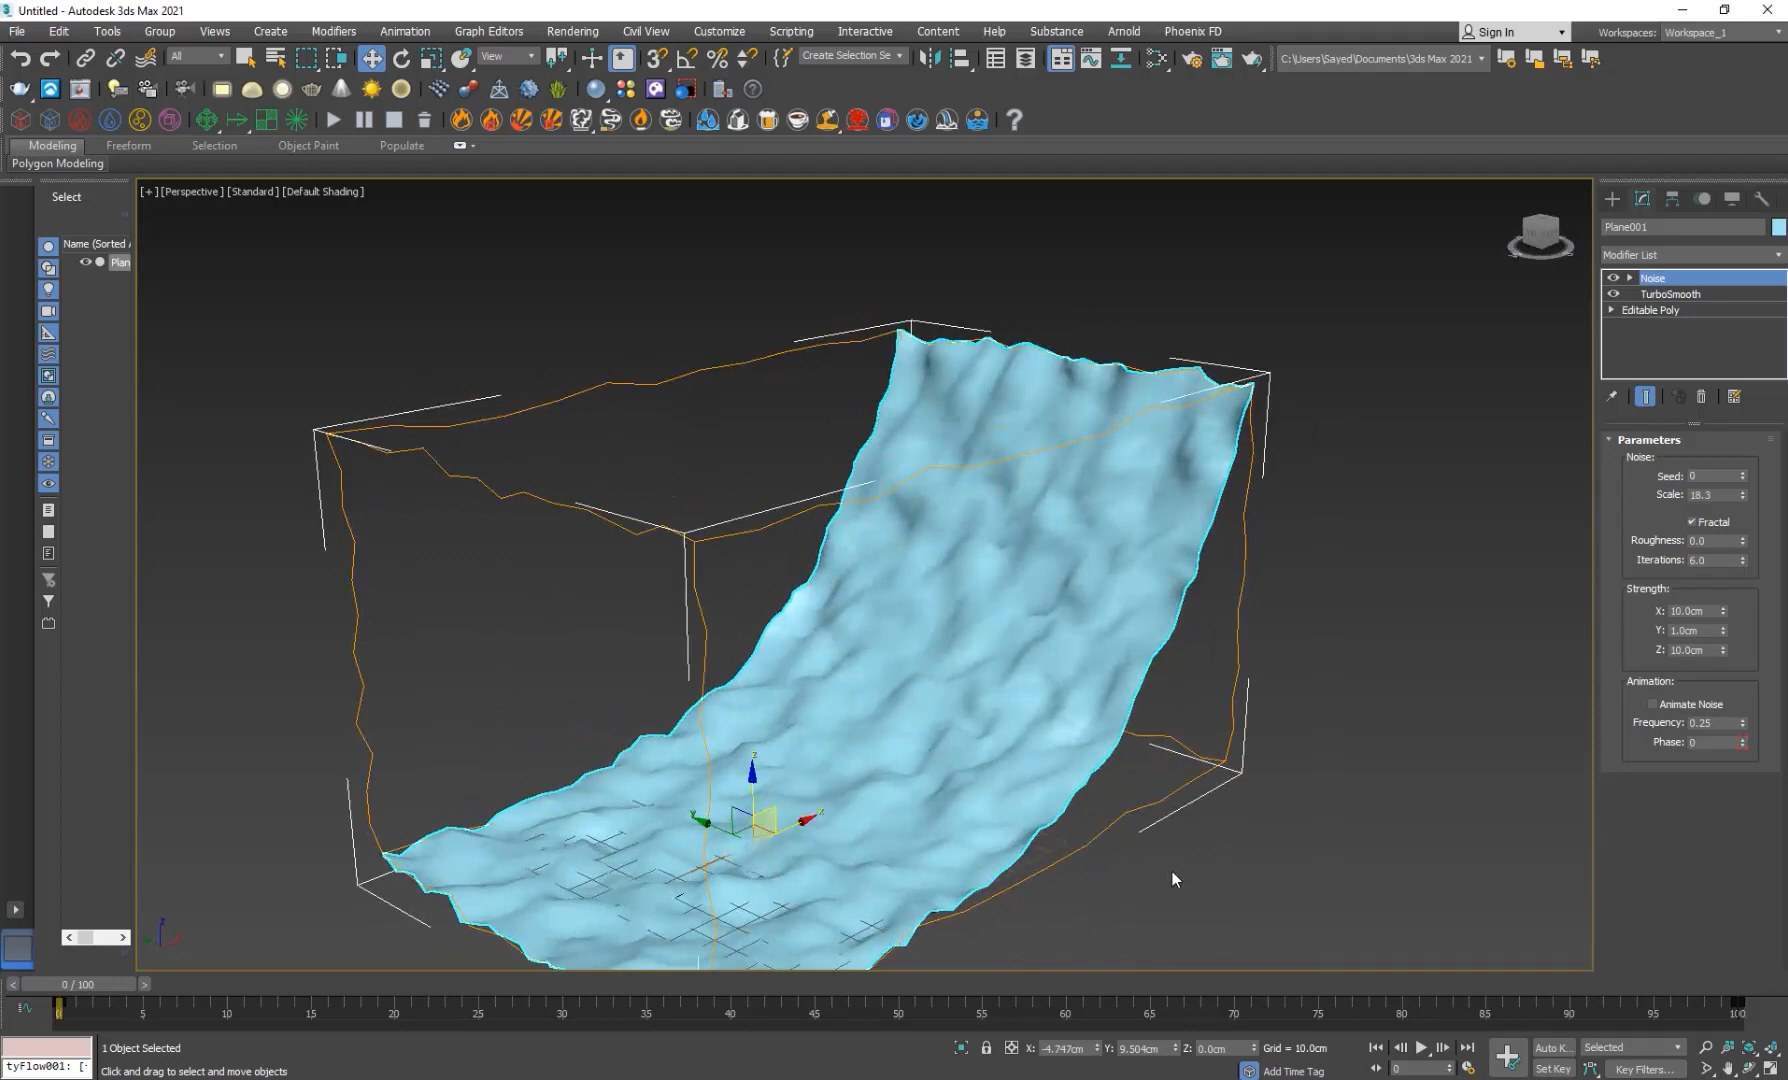 Untitled - Autodesk 3ds Max 2021
File Edit Tools Group Views Create Modifiers Animation Graph Editors Rendering Civil View Customize Scripting Interactive Content Help Substance Arnold Phoenix FD Sign In Workspaces: Workspace_1
All View Create Selection Se C:\Users\Sayed\Documents\3ds Max 2021
Modeling Freeform Selection Object Paint Populate
Polygon Modeling
[+] [Perspective] [Standard] [Default Shading]
Select
Name (Sorted A
Plan
Plane001
Modifier List
Noise
TurboSmooth
Editable Poly
Parameters
Noise:
Seed: 0
Scale: 18.3
Fractal
Roughness: 0.0
Iterations: 6.0
Strength:
X: 10.0cm
Y: 1.0cm
Z: 10.0cm
Animation:
Animate Noise
Frequency: 0.25
Phase: 0
z
y
x
z
< >
< 0 / 100 >
0 5 10 15 20 25 30 35 40 45 50 55 60 65 70 75 80 85 90 95 100
1 Object Selected X: -4.747cm Y: 9.504cm Z: 0.0cm Grid = 10.0cm Auto K... Selected
tyFlow001: [ Click and drag to select and move objects Add Time Tag 0 Set Key Key Filters...